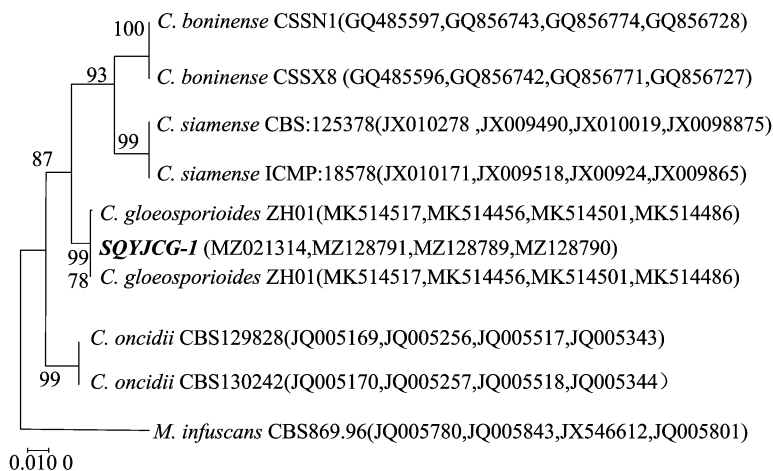 100
C. boninense CSSN1(GQ485597,GQ856743,GQ856774,GQ856728)
93
C. boninense CSSX8 (GQ485596,GQ856742,GQ856771,GQ856727)
C. siamense CBS:125378(JX010278 ,JX009490,JX010019,JX0098875)
99
87
C. siamense ICMP:18578(JX010171,JX009518,JX00924,JX009865)
C. gloeosporioides ZH01(MK514517,MK514456,MK514501,MK514486)
SQYJCG-1 (MZ021314,MZ128791,MZ128789,MZ128790)
99
78
C. gloeosporioides ZH01(MK514517,MK514456,MK514501,MK514486)
C. oncidii CBS129828(JQ005169,JQ005256,JQ005517,JQ005343)
99
C. oncidii CBS130242(JQ005170,JQ005257,JQ005518,JQ005344）
M. infuscans CBS869.96(JQ005780,JQ005843,JX546612,JQ005801)
0.010 0